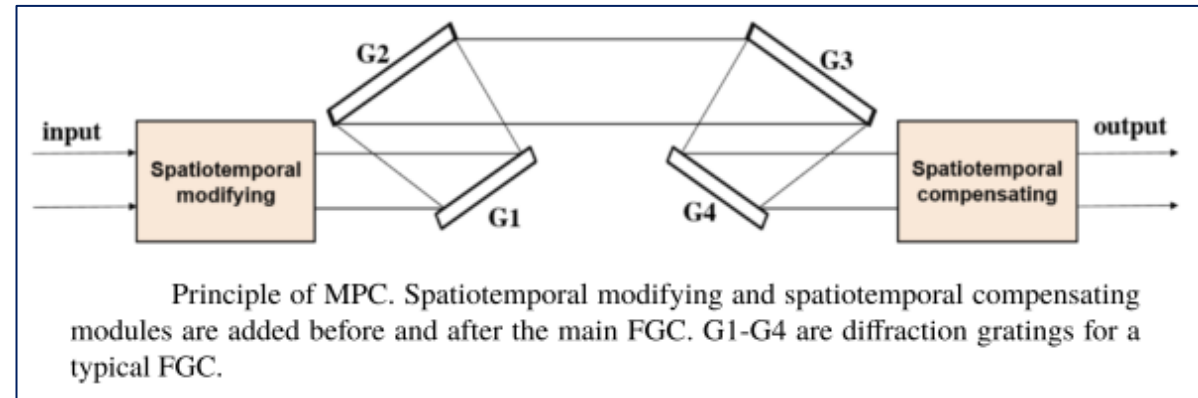 G2
G3
input
output
Spatiotemporal
modifying
Spatiotemporal
compensating
G1
G4
Principle of MPC. Spatiotemporal modifying and spatiotemporal compensating
modules are added before and after the main FGC. G1-G4 are diffraction gratings for a
typical FGC.